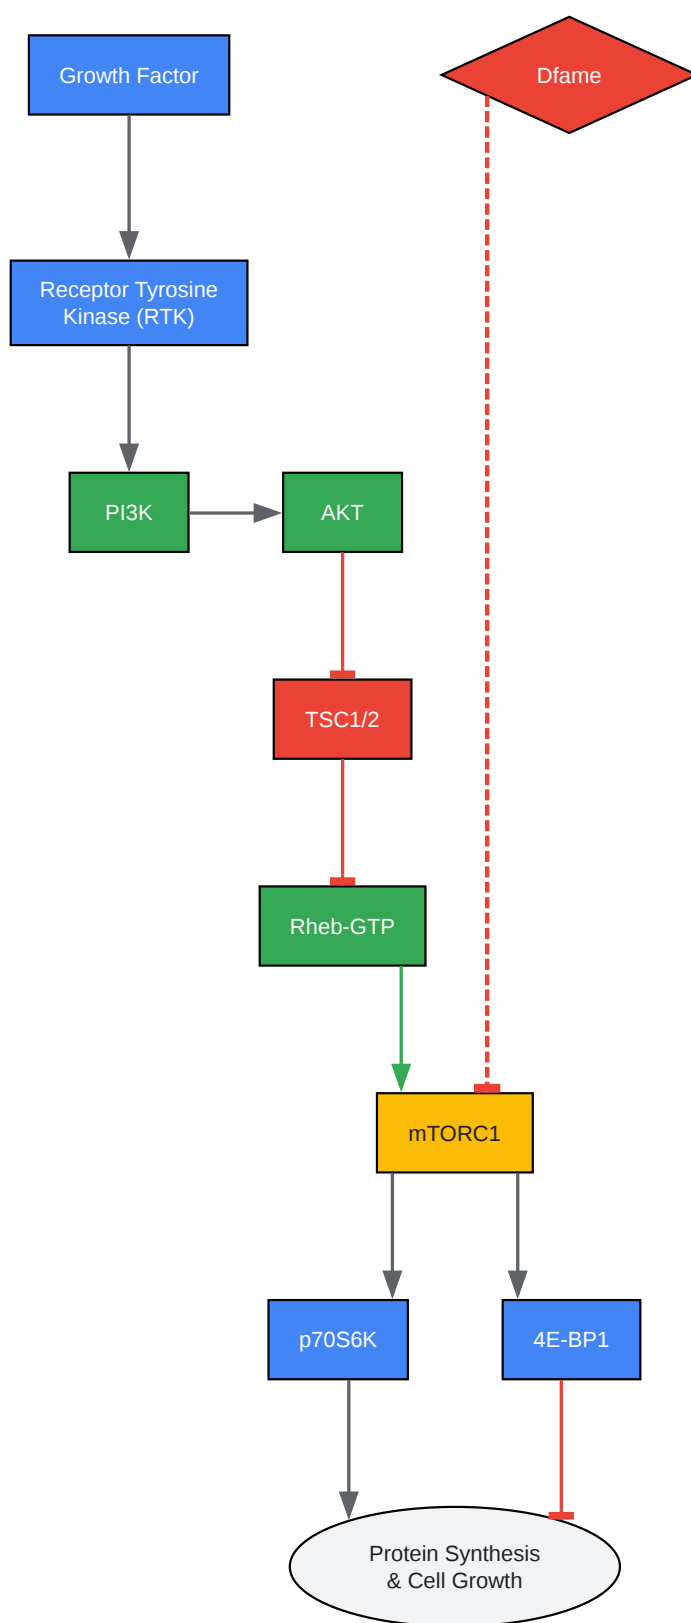 Growth Factor
Dfame
Receptor Tyrosine
Kinase (RTK)
PI3K
AKT
TSC1/2
Rheb-GTP
mTORC1
p70S6K
4E-BP1
Protein Synthesis
& Cell Growth